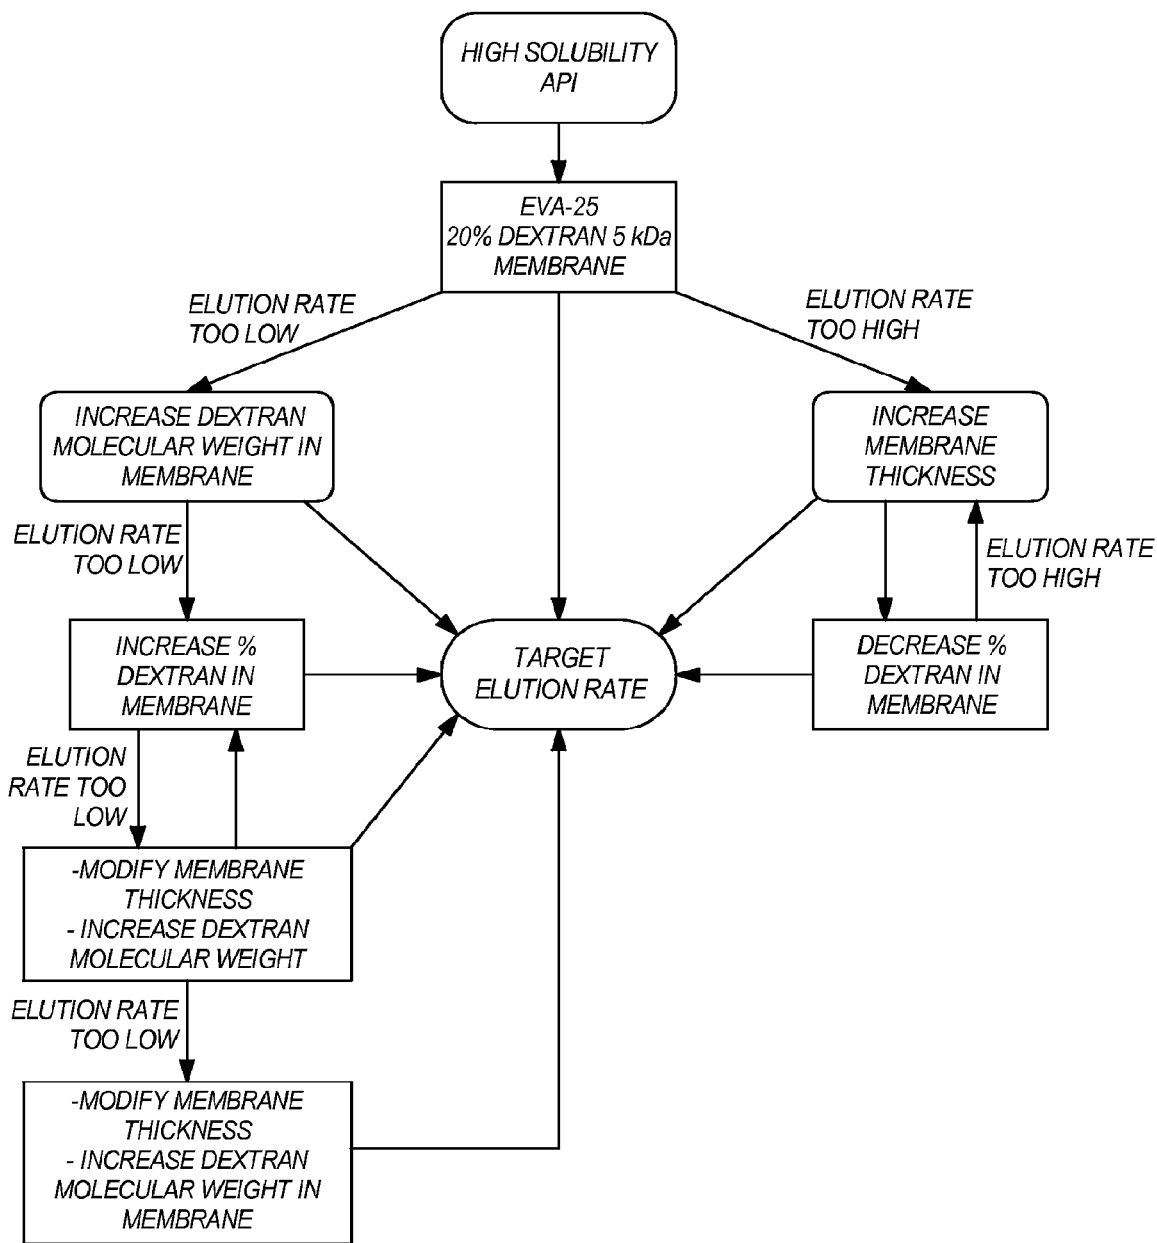 HIGH SOLUBILITY
API
EVA-25
20% DEXTRAN 5 kDa
MEMBRANE
ELUTION RATE
TOO LOW
ELUTION RATE
TOO HIGH
INCREASE DEXTRAN
MOLECULAR WEIGHT IN
MEMBRANE
INCREASE
MEMBRANE
THICKNESS
ELUTION RATE
TOO LOW
ELUTION RATE
TOO HIGH
INCREASE %
DEXTRAN IN
MEMBRANE
TARGET
ELUTION RATE
DECREASE %
DEXTRAN IN
MEMBRANE
ELUTION
RATE TOO
LOW
-MODIFY MEMBRANE
THICKNESS
- INCREASE DEXTRAN
MOLECULAR WEIGHT
ELUTION RATE
TOO LOW
-MODIFY MEMBRANE
THICKNESS
- INCREASE DEXTRAN
MOLECULAR WEIGHT IN
MEMBRANE